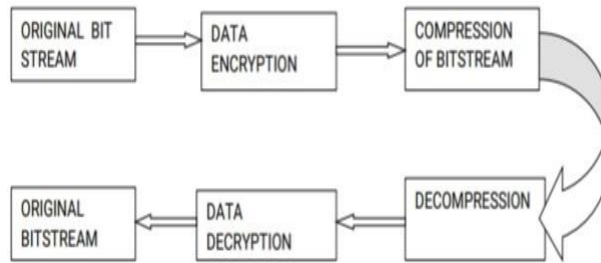 ORIGINAL BIT
STREAM
DATA
ENCRYPTION
COMPRESSION
OF BITSTREAM
ORIGINAL
BITSTREAM
DATA
DECRYPTION
DECOMPRESSION